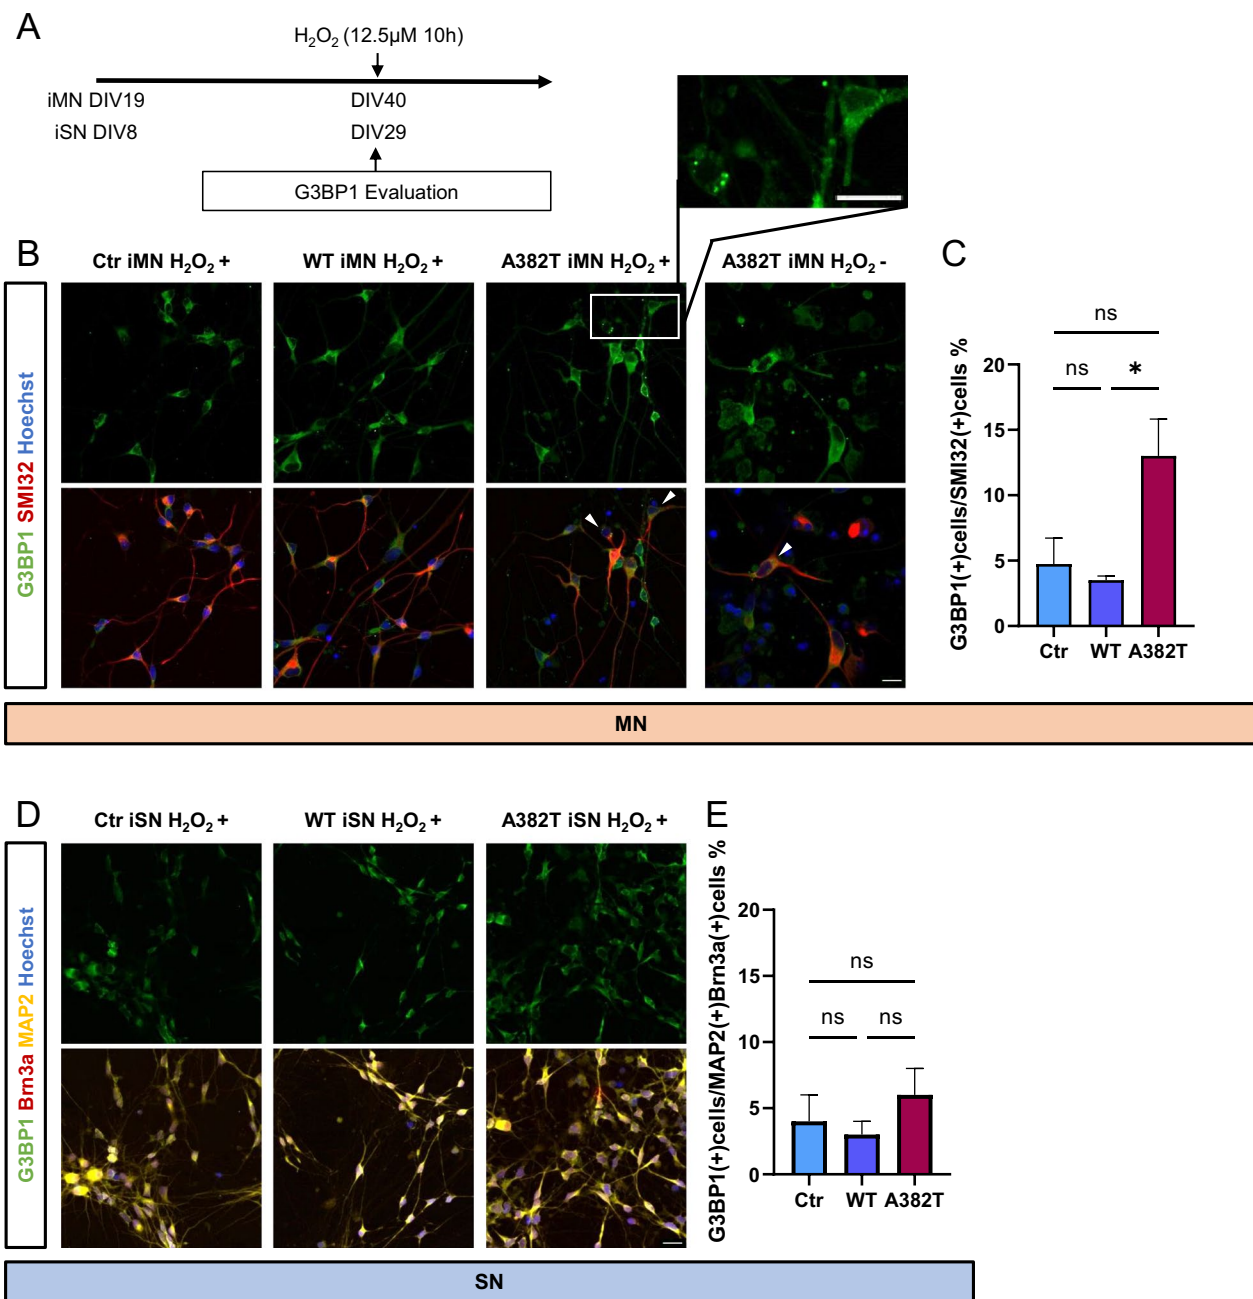 A
H₂O₂ (12.5µM 10h)
iMN DIV19
DIV40
iSN DIV8
DIV29
G3BP1 Evaluation
B
Ctr iMN H₂O₂ +
WT iMN H₂O₂ +
A382T iMN H₂O₂ +
A382T iMN H₂O₂ -
G3BP1 SMI32 Hoechst
C
ns
ns
*
G3BP1(+)cells/SMI32(+)cells %
20
15
10
5
0
Ctr
WT
A382T
MN
D
Ctr iSN H₂O₂ +
WT iSN H₂O₂ +
A382T iSN H₂O₂ +
G3BP1 Brn3a MAP2 Hoechst
E
ns
ns
ns
G3BP1(+)cells/MAP2(+)Brn3a(+)cells %
20
15
10
5
0
Ctr
WT
A382T
SN